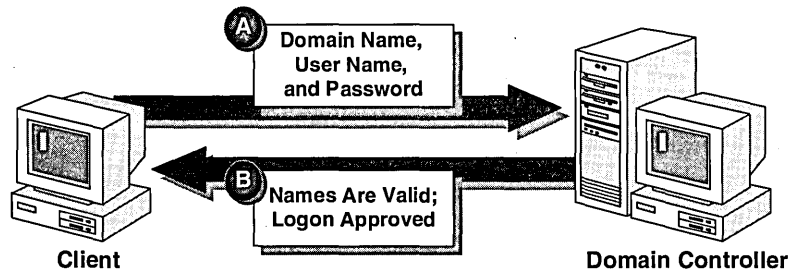 A
Domain Name,
User Name,
and Password
B
Names Are Valid;
Logon Approved
Client
Domain Controller